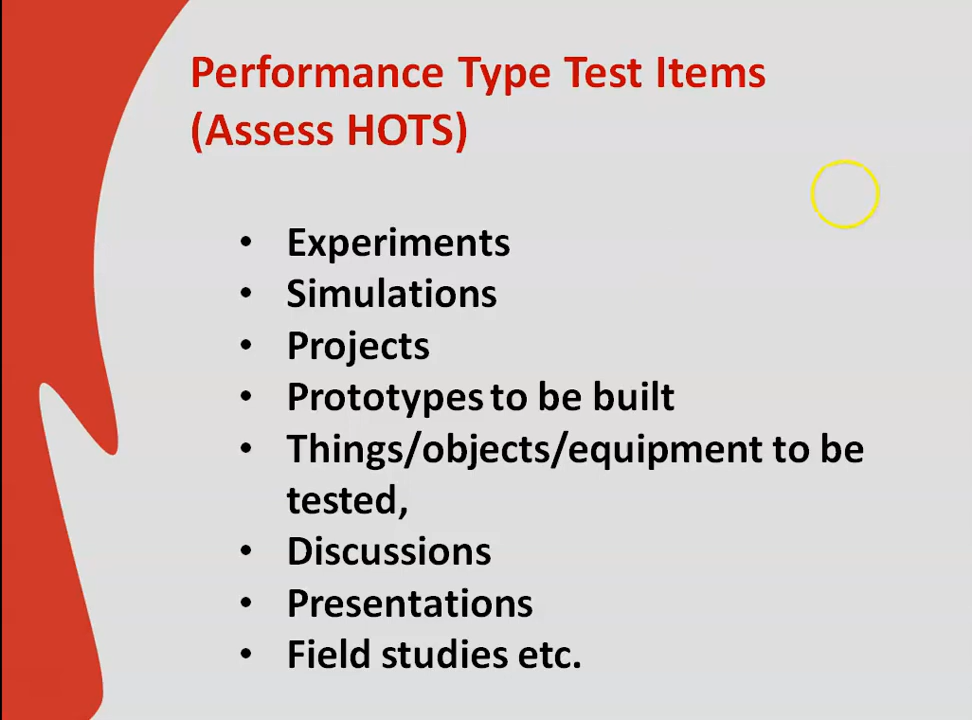 Performance Type Test Items
(Assess HOTS)
• Experiments
• Simulations
• Projects
• Prototypes to be built
• Things/objects/equipment to be
tested,
• Discussions
• Presentations
• Field studies etc.